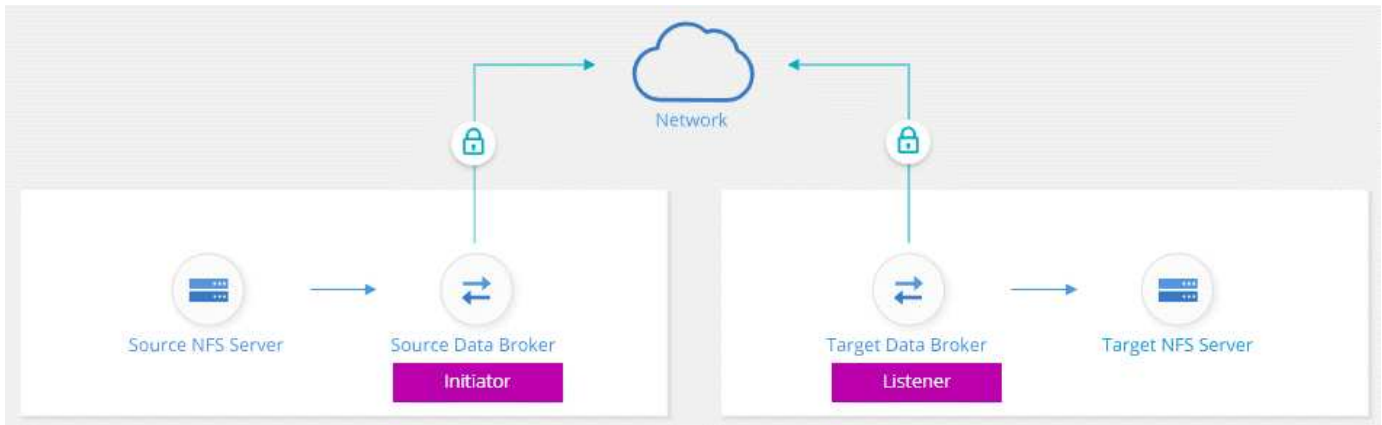 Network
Source NFS Server
Source Data Broker
Target Data Broker
Target NFS Server
Initiator
Listener